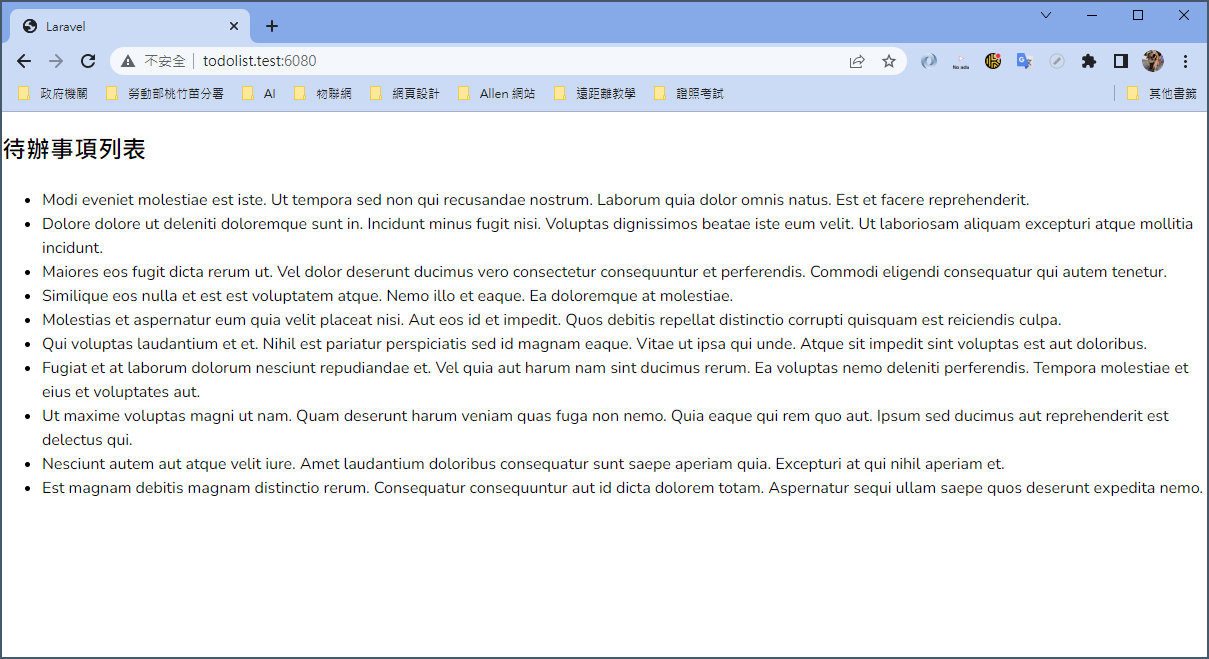 Laravel
不安全 todolist.test:6080
No ads
政府機關 勞動部桃竹苗分署 AI 物聯網 網頁設計 Allen 網站 遠距離教學 證照考試 其他書籤
待辦事項列表
Modi eveniet molestiae est iste. Ut tempora sed non qui recusandae nostrum. Laborum quia dolor omnis natus. Est et facere reprehenderit.
Dolore dolore ut deleniti doloremque sunt in. Incidunt minus fugit nisi. Voluptas dignissimos beatae iste eum velit. Ut laboriosam aliquam excepturi atque mollitia
incidunt.
Maiores eos fugit dicta rerum ut. Vel dolor deserunt ducimus vero consectetur consequuntur et perferendis. Commodi eligendi consequatur qui autem tenetur.
Similique eos nulla et est est voluptatem atque. Nemo illo et eaque. Ea doloremque at molestiae.
Molestias et aspernatur eum quia velit placeat nisi. Aut eos id et impedit. Quos debitis repellat distinctio corrupti quisquam est reiciendis culpa.
Qui voluptas laudantium et et. Nihil est pariatur perspiciatis sed id magnam eaque. Vitae ut ipsa qui unde. Atque sit impedit sint voluptas est aut doloribus.
Fugiat et at laborum dolorum nesciunt repudiandae et. Vel quia aut harum nam sint ducimus rerum. Ea voluptas nemo deleniti perferendis. Tempora molestiae et
eius et voluptates aut.
Ut maxime voluptas magni ut nam. Quam deserunt harum veniam quas fuga non nemo. Quia eaque qui rem quo aut. Ipsum sed ducimus aut reprehenderit est
delectus qui.
Nesciunt autem aut atque velit iure. Amet laudantium doloribus consequatur sunt saepe aperiam quia. Excepturi at qui nihil aperiam et.
Est magnam debitis magnam distinctio rerum. Consequatur consequuntur aut id dicta dolorem totam. Aspernatur sequi ullam saepe quos deserunt expedita nemo.